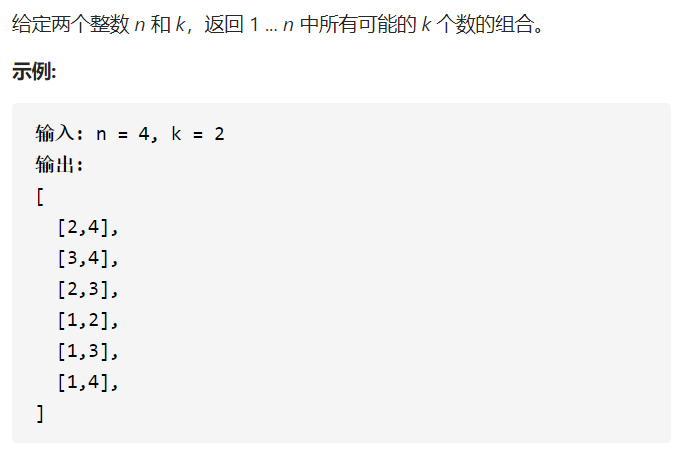 给定两个整数 n 和 k，返回 1 ... n 中所有可能的 k 个数的组合。
示例:
输入: n = 4, k = 2
输出:
[
  [2,4],
  [3,4],
  [2,3],
  [1,2],
  [1,3],
  [1,4],
]